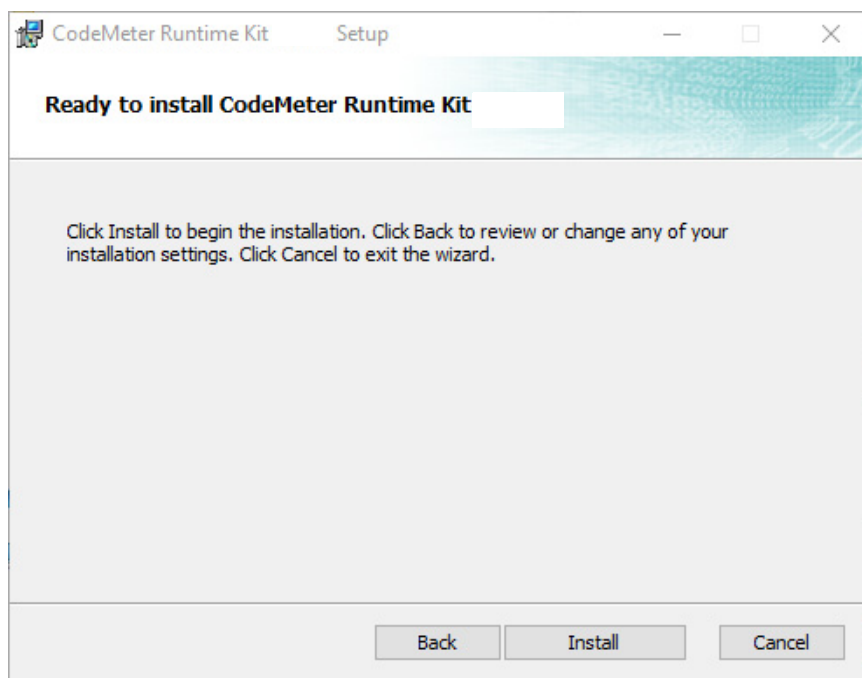 CodeMeter Runtime Kit Setup
Ready to install CodeMeter Runtime Kit
Click Install to begin the installation. Click Back to review or change any of your
installation settings. Click Cancel to exit the wizard.
Back Install Cancel